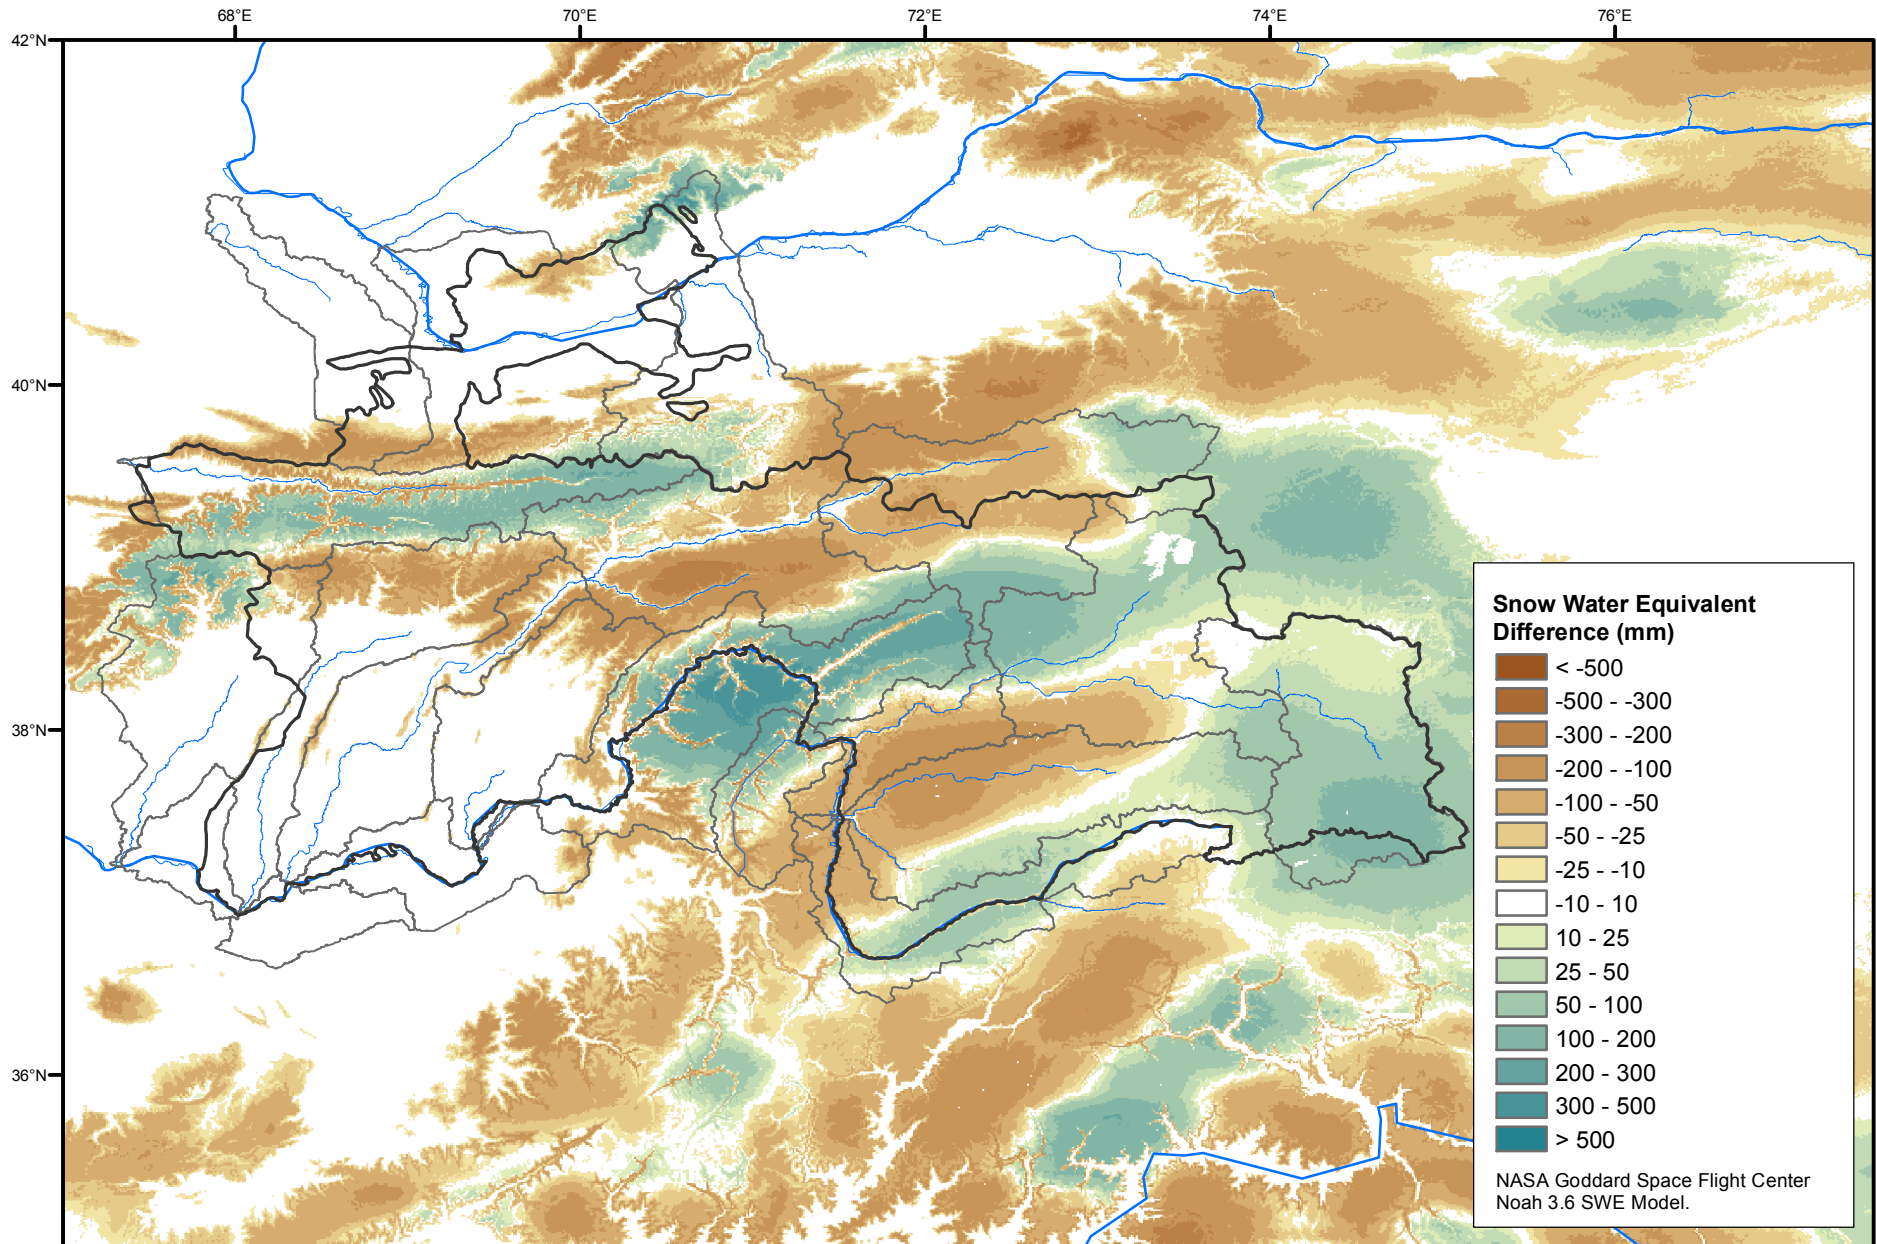 68°E
70°E
72°E
74°E
76°E
42°N
40°N
38°N
36°N
Snow Water Equivalent
Difference (mm)
< -500
-500 - -300
-300 - -200
-200 - -100
-100 - -50
-50 - -25
-25 - -10
-10 - 10
10 - 25
25 - 50
50 - 100
100 - 200
200 - 300
300 - 500
> 500
NASA Goddard Space Flight Center
Noah 3.6 SWE Model.